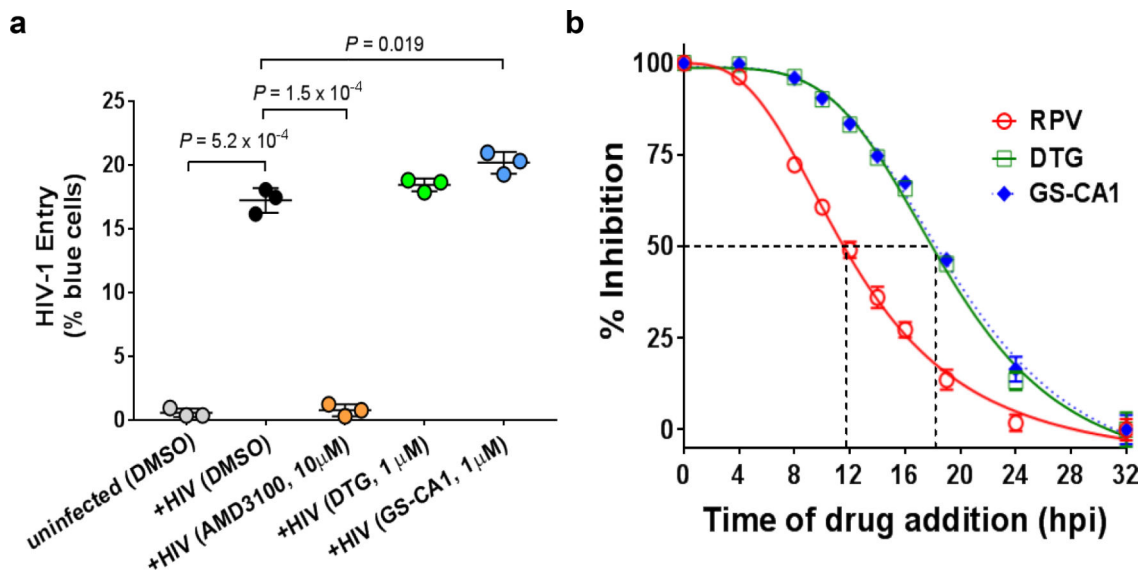 a
P = 0.019
P = 1.5 x 10⁻⁴
P = 5.2 x 10⁻⁴
HIV-1 Entry
(% blue cells)
25
20
15
10
5
0
uninfected (DMSO)
+HIV (DMSO)
+HIV (AMD3100, 10μM)
+HIV (DTG, 1 μM)
+HIV (GS-CA1, 1μM)
b
% Inhibition
100
75
50
25
0
RPV
DTG
GS-CA1
0 4 8 12 16 20 24 28 32
Time of drug addition (hpi)